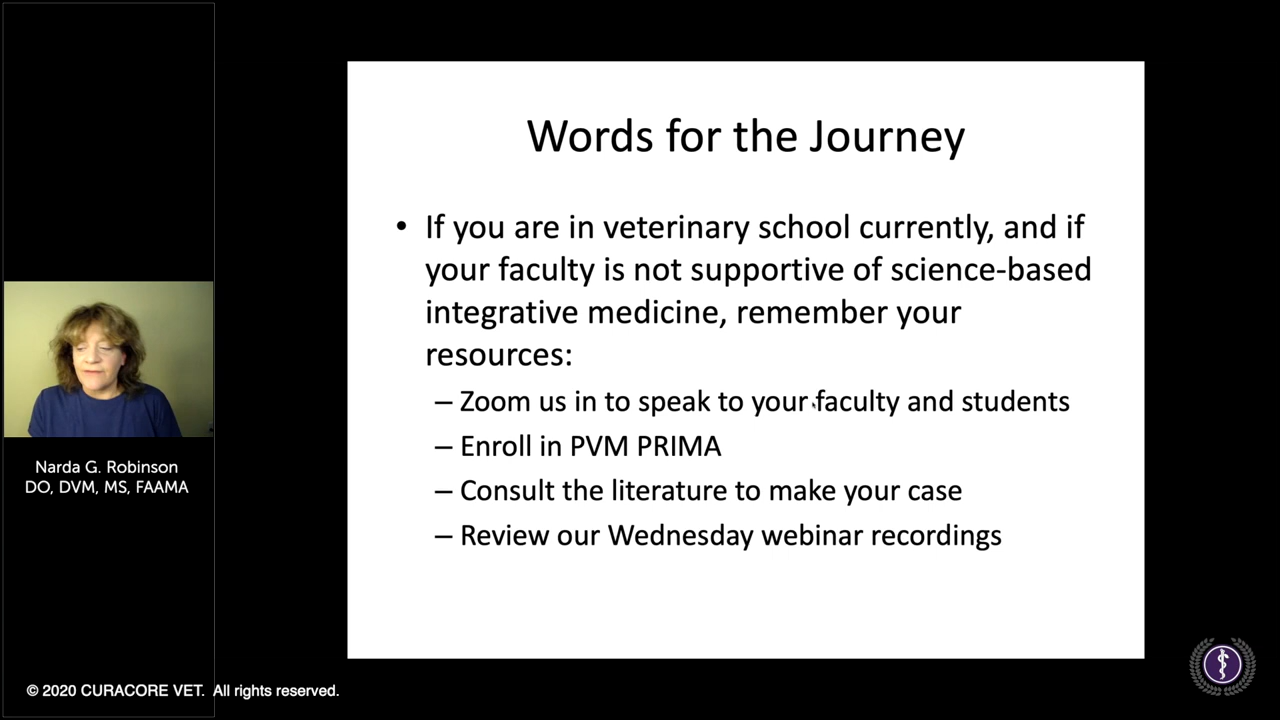 Words for the Journey
• If you are in veterinary school currently, and if
your faculty is not supportive of science-based
integrative medicine, remember your
resources:
– Zoom us in to speak to your faculty and students
– Enroll in PVM PRIMA
– Consult the literature to make your case
– Review our Wednesday webinar recordings
Narda G. Robinson
DO, DVM, MS, FAAMA
© 2020 CURACORE VET. All rights reserved.